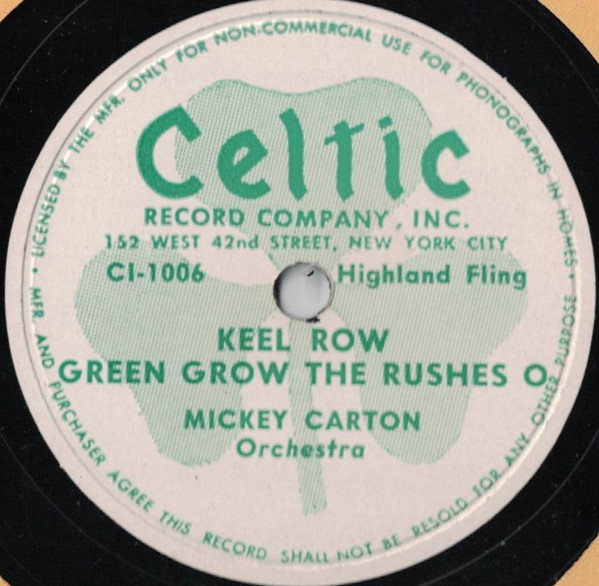 LICENSED BY THE MFR. ONLY FOR NON-COMMERCIAL USE FOR PHONOGRAPHS IN HOMES •
MFR. AND PURCHASER AGREE THIS RECORD SHALL NOT BE RESOLD FOR ANY OTHER PURPOSE •
Celtic
RECORD COMPANY, INC.
152 WEST 42nd STREET, NEW YORK CITY
CI-1006 Highland Fling
KEEL ROW
GREEN GROW THE RUSHES O
MICKEY CARTON
Orchestra